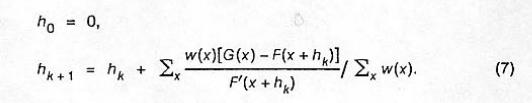 h₀ = 0,
hₖ₊₁ = hₖ + Σₓ w(x)[G(x) − F(x + hₖ)] / F′(x + hₖ) / Σₓ w(x). (7)